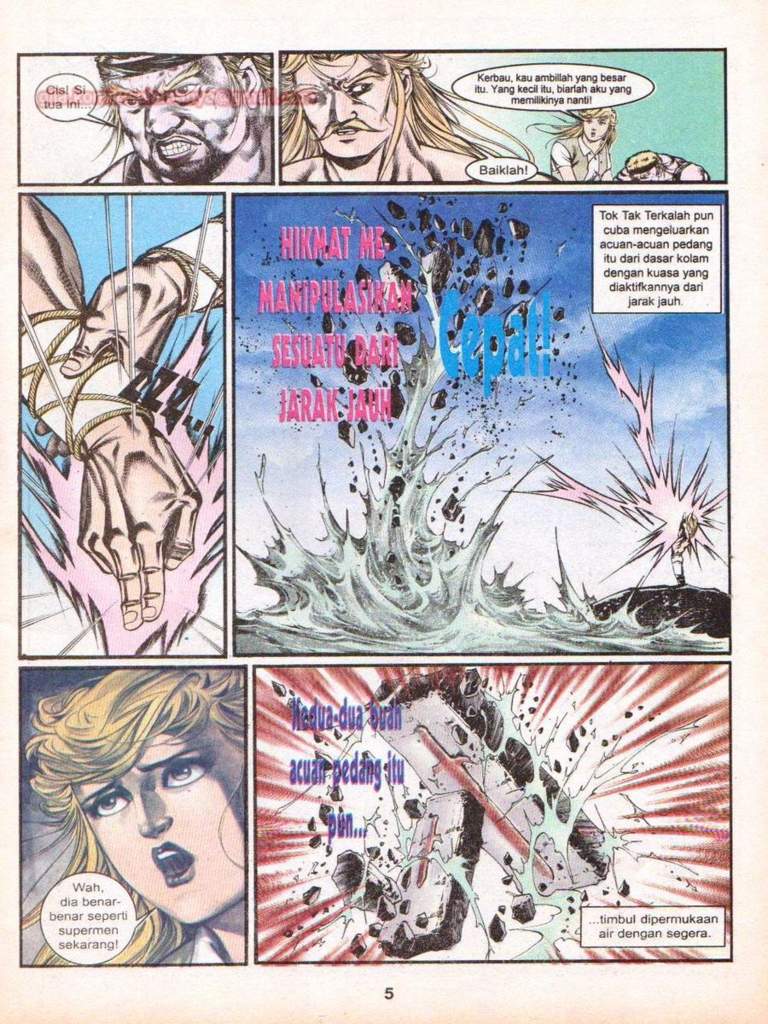 Cis! Si
tua ini...
Kerbau, kau ambillah yang besar
itu. Yang kecil itu, biarlah aku yang
memilikinya nanti!
Baiklah!
ZZZ
ZZZ...
HIKMAT ME-
MANIPULASIKAN
SESUATU DARI
JARAK JAUH
Cepal!
Tok Tak Terkalah pun
cuba mengeluarkan
acuan-acuan pedang
itu dari dasar kolam
dengan kuasa yang
diaktifkannya dari
jarak jauh.
Wah,
dia benar-
benar seperti
supermen
sekarang!
Kedua-dua buah
acuan pedang itu
pun...
...timbul dipermukaan
air dengan segera.
5